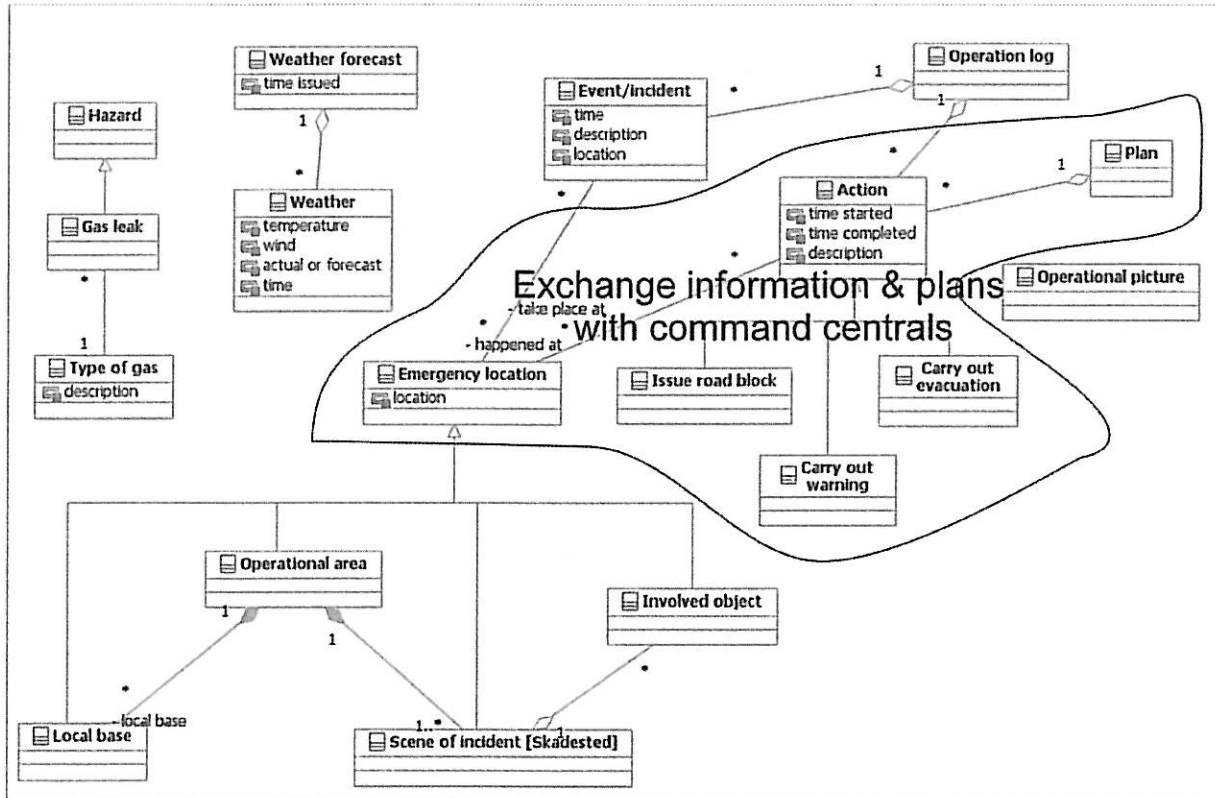 Weather forecast
time issued
1
*
Weather
temperature
wind
actual or forecast
time
Hazard
Gas leak
*
1
Type of gas
description
Event/incident
time
description
location
*
1
Operation log
1
*
*
Action
time started
time completed
description
*
1
Plan
*
Operational picture
Exchange information & plans
with command centrals
- take place at
*
*
- happened at
Emergency location
location
Issue road block
Carry out
evacuation
Carry out
warning
Operational area
1
1
Involved object
*
*
- local base
Local base
1..*
1
Scene of incident [Skadested]